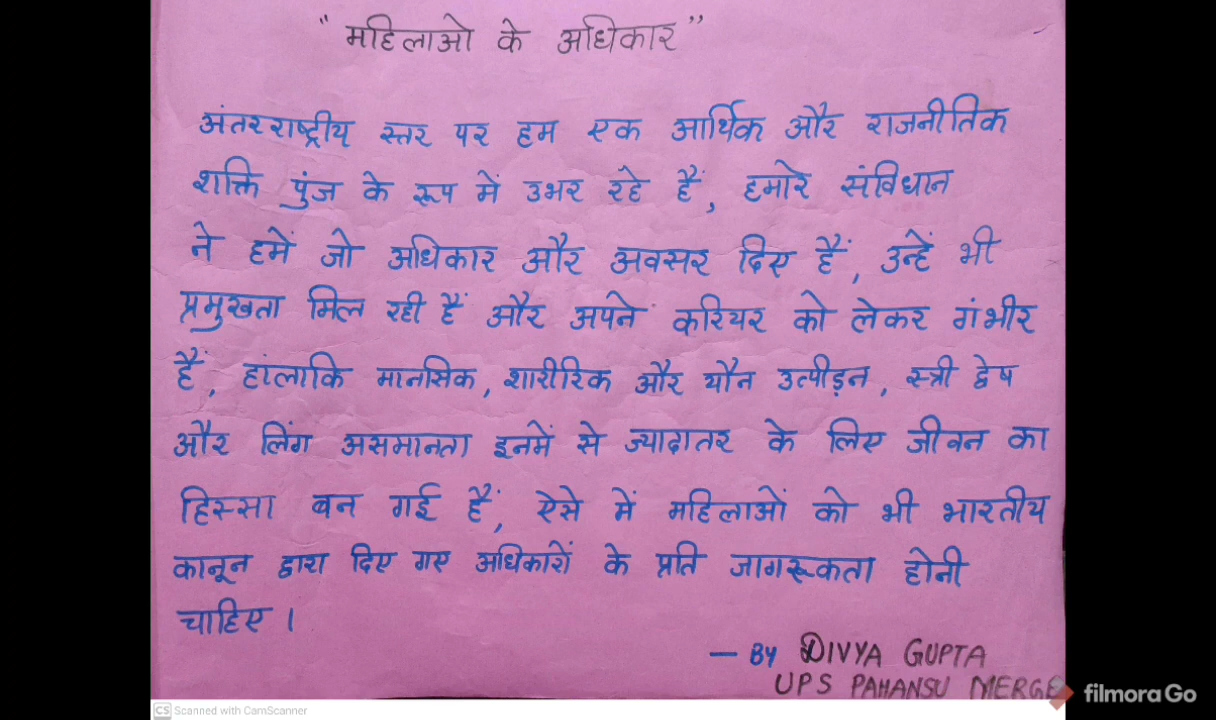 "महिलाओ के अधिकार"
अंतरराष्ट्रीय स्तर पर हम एक आर्थिक और राजनीतिक
शक्ति पुंज के रूप में उभर रहे हैं, हमारे संविधान
ने हमें जो अधिकार और अवसर दिए हैं, उन्हें भी
प्रमुखता मिल रही हैं और अपने करियर को लेकर गंभीर
हैं, हांलाकि मानसिक, शारीरिक और यौन उत्पीड़न, स्त्री द्वेष
और लिंग असमानता इनमें से ज्यादातर के लिए जीवन का
हिस्सा बन गई हैं, ऐसे में महिलाओं को भी भारतीय
कानून द्वारा दिए गए अधिकारों के प्रति जागरूकता होनी
चाहिए ।
— BY DIVYA GUPTA
UPS PAHANSU MERGE
filmoraGo
CS Scanned with CamScanner